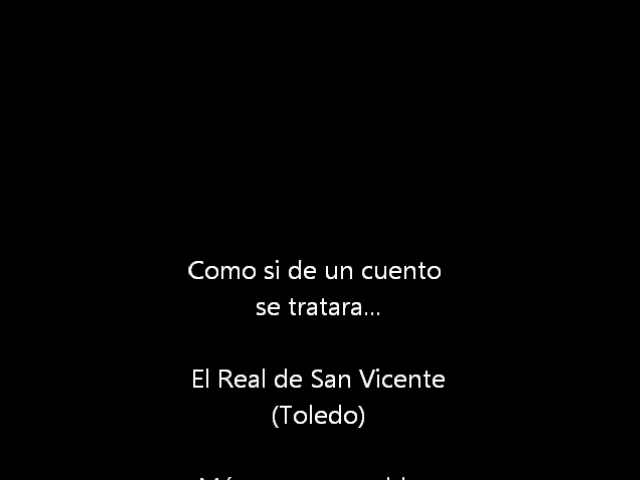 Como si de un cuento
se tratara...
El Real de San Vicente
(Toledo)